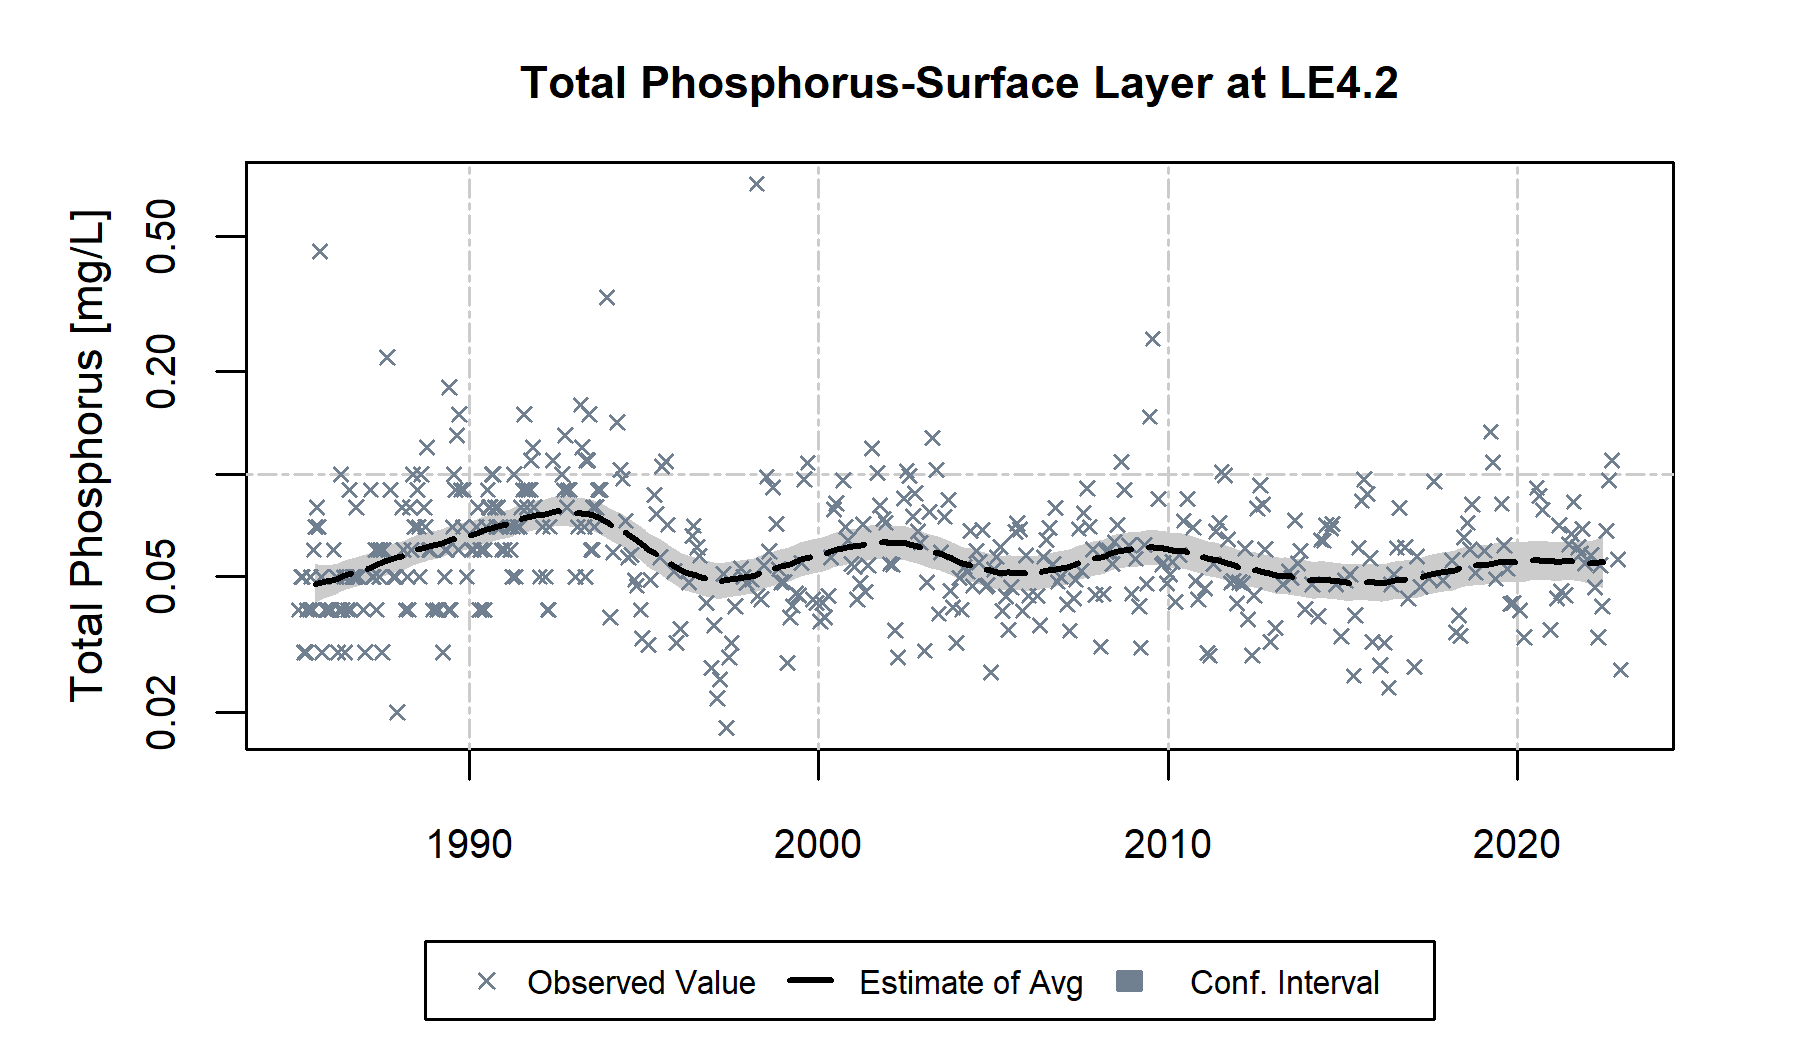 Total Phosphorus-Surface Layer at LE4.2
Total Phosphorus [mg/L]
0.50
0.20
0.05
0.02
1990 2000 2010 2020
Observed Value Estimate of Avg Conf. Interval